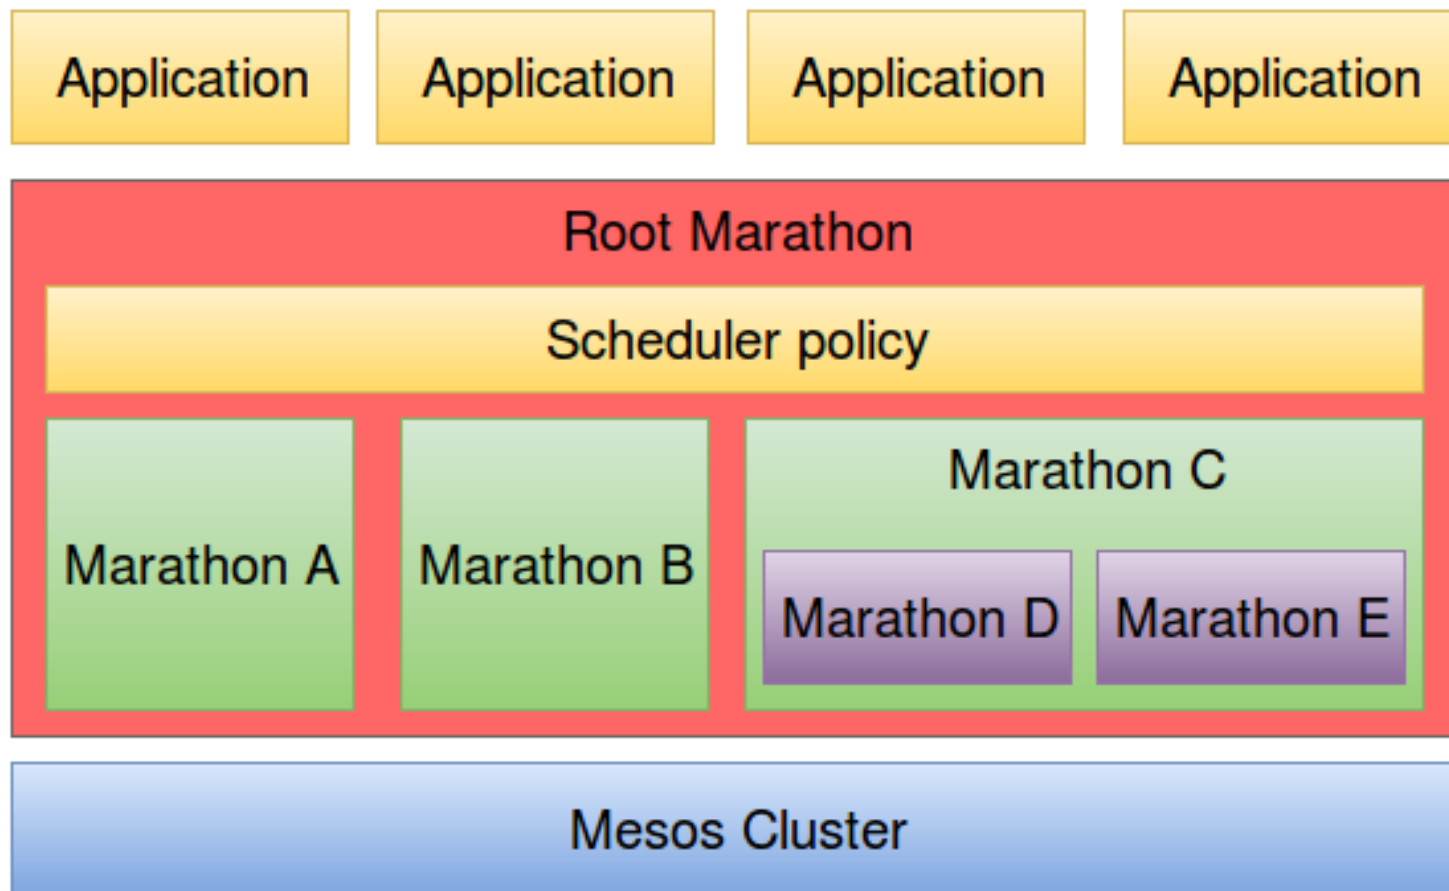 Application
Application
Application
Application
Root Marathon
Scheduler policy
Marathon A
Marathon B
Marathon C
Marathon D
Marathon E
Mesos Cluster